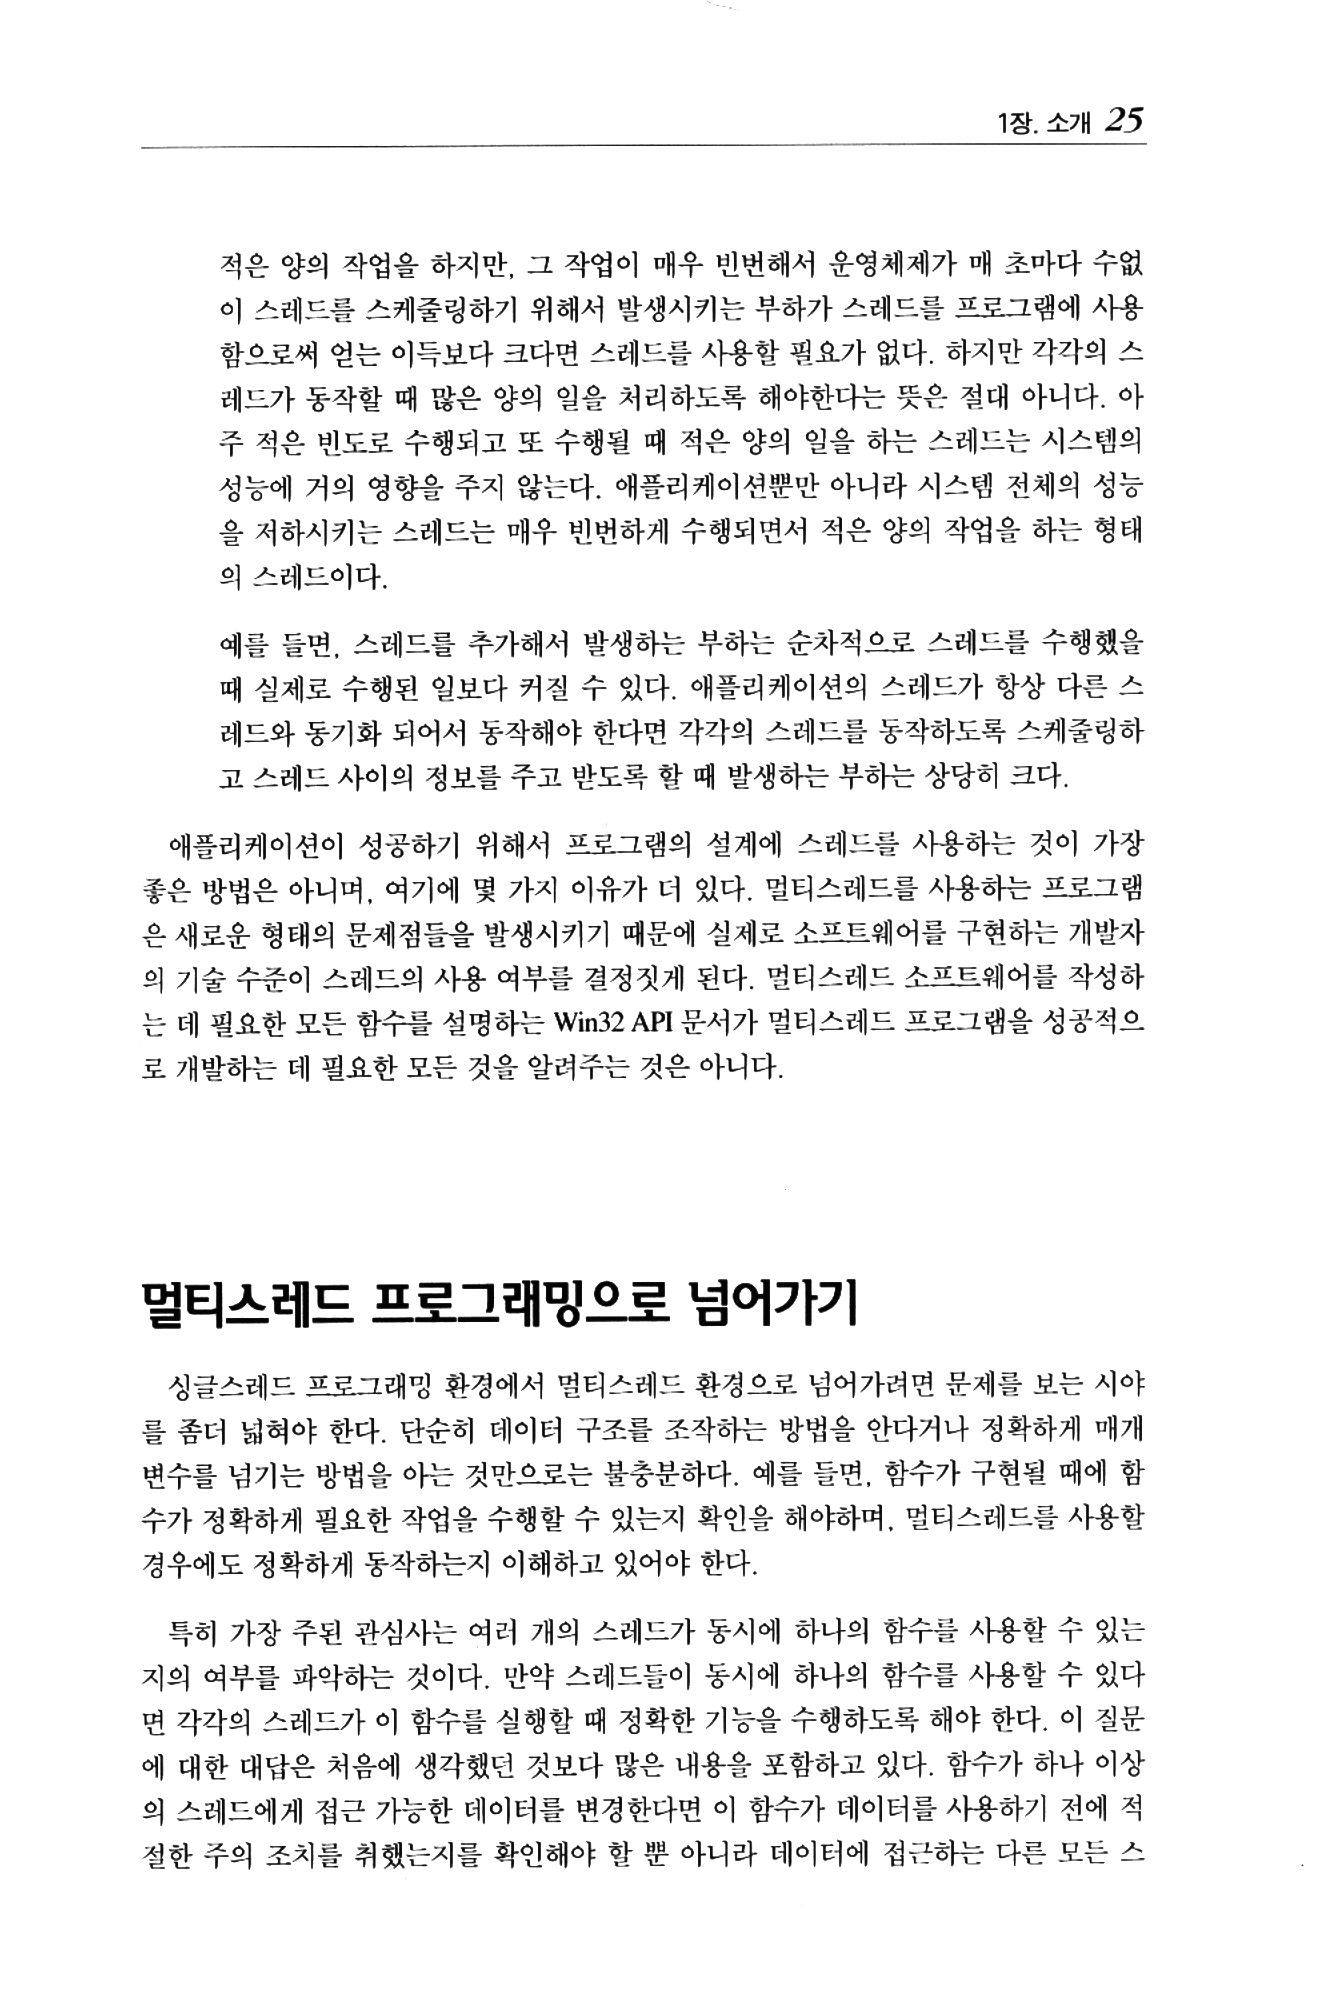 1장. 소개 25
적은 양의 작업을 하지만, 그 작업이 매우 빈번해서 운영체제가 매 초마다 수없
이 스레드를 스케줄링하기 위해서 발생시키는 부하가 스레드를 프로그램에 사용
함으로써 얻는 이득보다 크다면 스레드를 사용할 필요가 없다. 하지만 각각의 스
레드가 동작할 때 많은 양의 일을 처리하도록 해야한다는 뜻은 절대 아니다. 아
주 적은 빈도로 수행되고 또 수행될 때 적은 양의 일을 하는 스레드는 시스템의
성능에 거의 영향을 주지 않는다. 애플리케이션뿐만 아니라 시스템 전체의 성능
을 저하시키는 스레드는 매우 빈번하게 수행되면서 적은 양의 작업을 하는 형태
의 스레드이다.
예를 들면, 스레드를 추가해서 발생하는 부하는 순차적으로 스레드를 수행했을
때 실제로 수행된 일보다 커질 수 있다. 애플리케이션의 스레드가 항상 다른 스
레드와 동기화 되어서 동작해야 한다면 각각의 스레드를 동작하도록 스케줄링하
고 스레드 사이의 정보를 주고 받도록 할 때 발생하는 부하는 상당히 크다.
애플리케이션이 성공하기 위해서 프로그램의 설계에 스레드를 사용하는 것이 가장
좋은 방법은 아니며, 여기에 몇 가지 이유가 더 있다. 멀티스레드를 사용하는 프로그램
은 새로운 형태의 문제점들을 발생시키기 때문에 실제로 소프트웨어를 구현하는 개발자
의 기술 수준이 스레드의 사용 여부를 결정짓게 된다. 멀티스레드 소프트웨어를 작성하
는 데 필요한 모든 함수를 설명하는 Win32 API 문서가 멀티스레드 프로그램을 성공적으
로 개발하는 데 필요한 모든 것을 알려주는 것은 아니다.
멀티스레드 프로그래밍으로 넘어가기
싱글스레드 프로그래밍 환경에서 멀티스레드 환경으로 넘어가려면 문제를 보는 시야
를 좀더 넓혀야 한다. 단순히 데이터 구조를 조작하는 방법을 안다거나 정확하게 매개
변수를 넘기는 방법을 아는 것만으로는 불충분하다. 예를 들면, 함수가 구현될 때에 함
수가 정확하게 필요한 작업을 수행할 수 있는지 확인을 해야하며, 멀티스레드를 사용할
경우에도 정확하게 동작하는지 이해하고 있어야 한다.
특히 가장 주된 관심사는 여러 개의 스레드가 동시에 하나의 함수를 사용할 수 있는
지의 여부를 파악하는 것이다. 만약 스레드들이 동시에 하나의 함수를 사용할 수 있다
면 각각의 스레드가 이 함수를 실행할 때 정확한 기능을 수행하도록 해야 한다. 이 질문
에 대한 대답은 처음에 생각했던 것보다 많은 내용을 포함하고 있다. 함수가 하나 이상
의 스레드에게 접근 가능한 데이터를 변경한다면 이 함수가 데이터를 사용하기 전에 적
절한 주의 조치를 취했는지를 확인해야 할 뿐 아니라 데이터에 접근하는 다른 모든 스